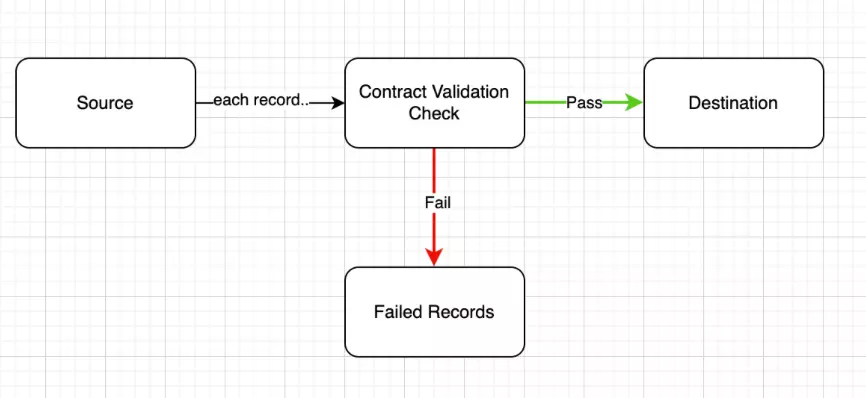 Source
each record..
Contract Validation
Check
Pass
Destination
Fail
Failed Records